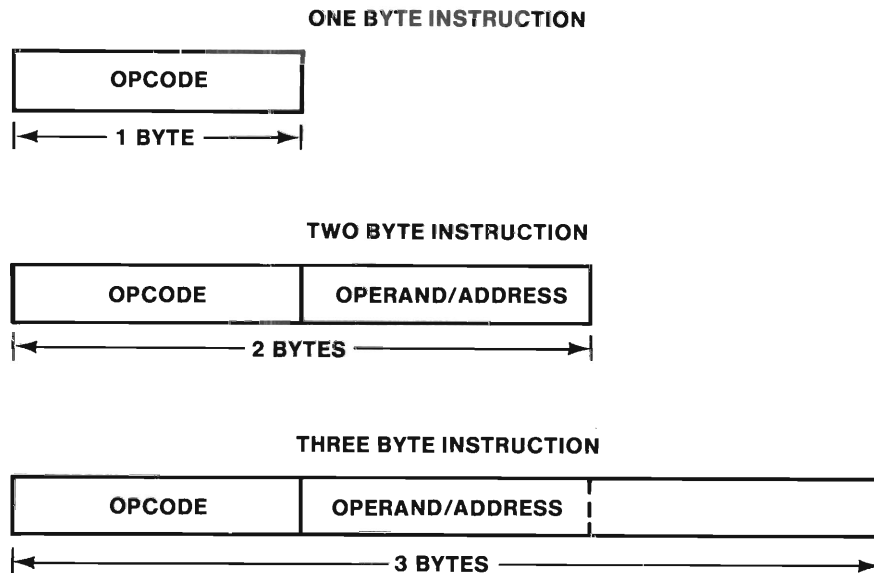 ONE BYTE INSTRUCTION
OPCODE
1 BYTE
TWO BYTE INSTRUCTION
OPCODE OPERAND/ADDRESS
2 BYTES
THREE BYTE INSTRUCTION
OPCODE OPERAND/ADDRESS
3 BYTES